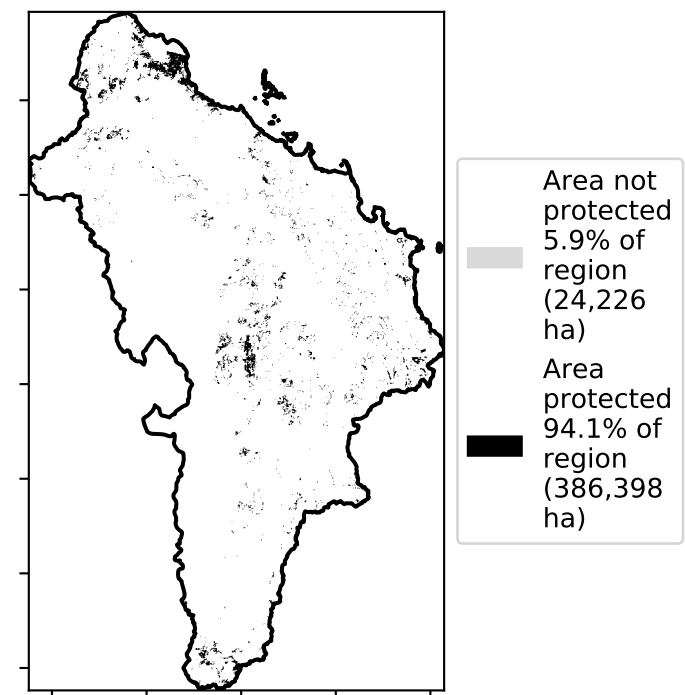 Area not
protected
5.9% of
region
(24,226
ha)
Area
protected
94.1% of
region
(386,398
ha)